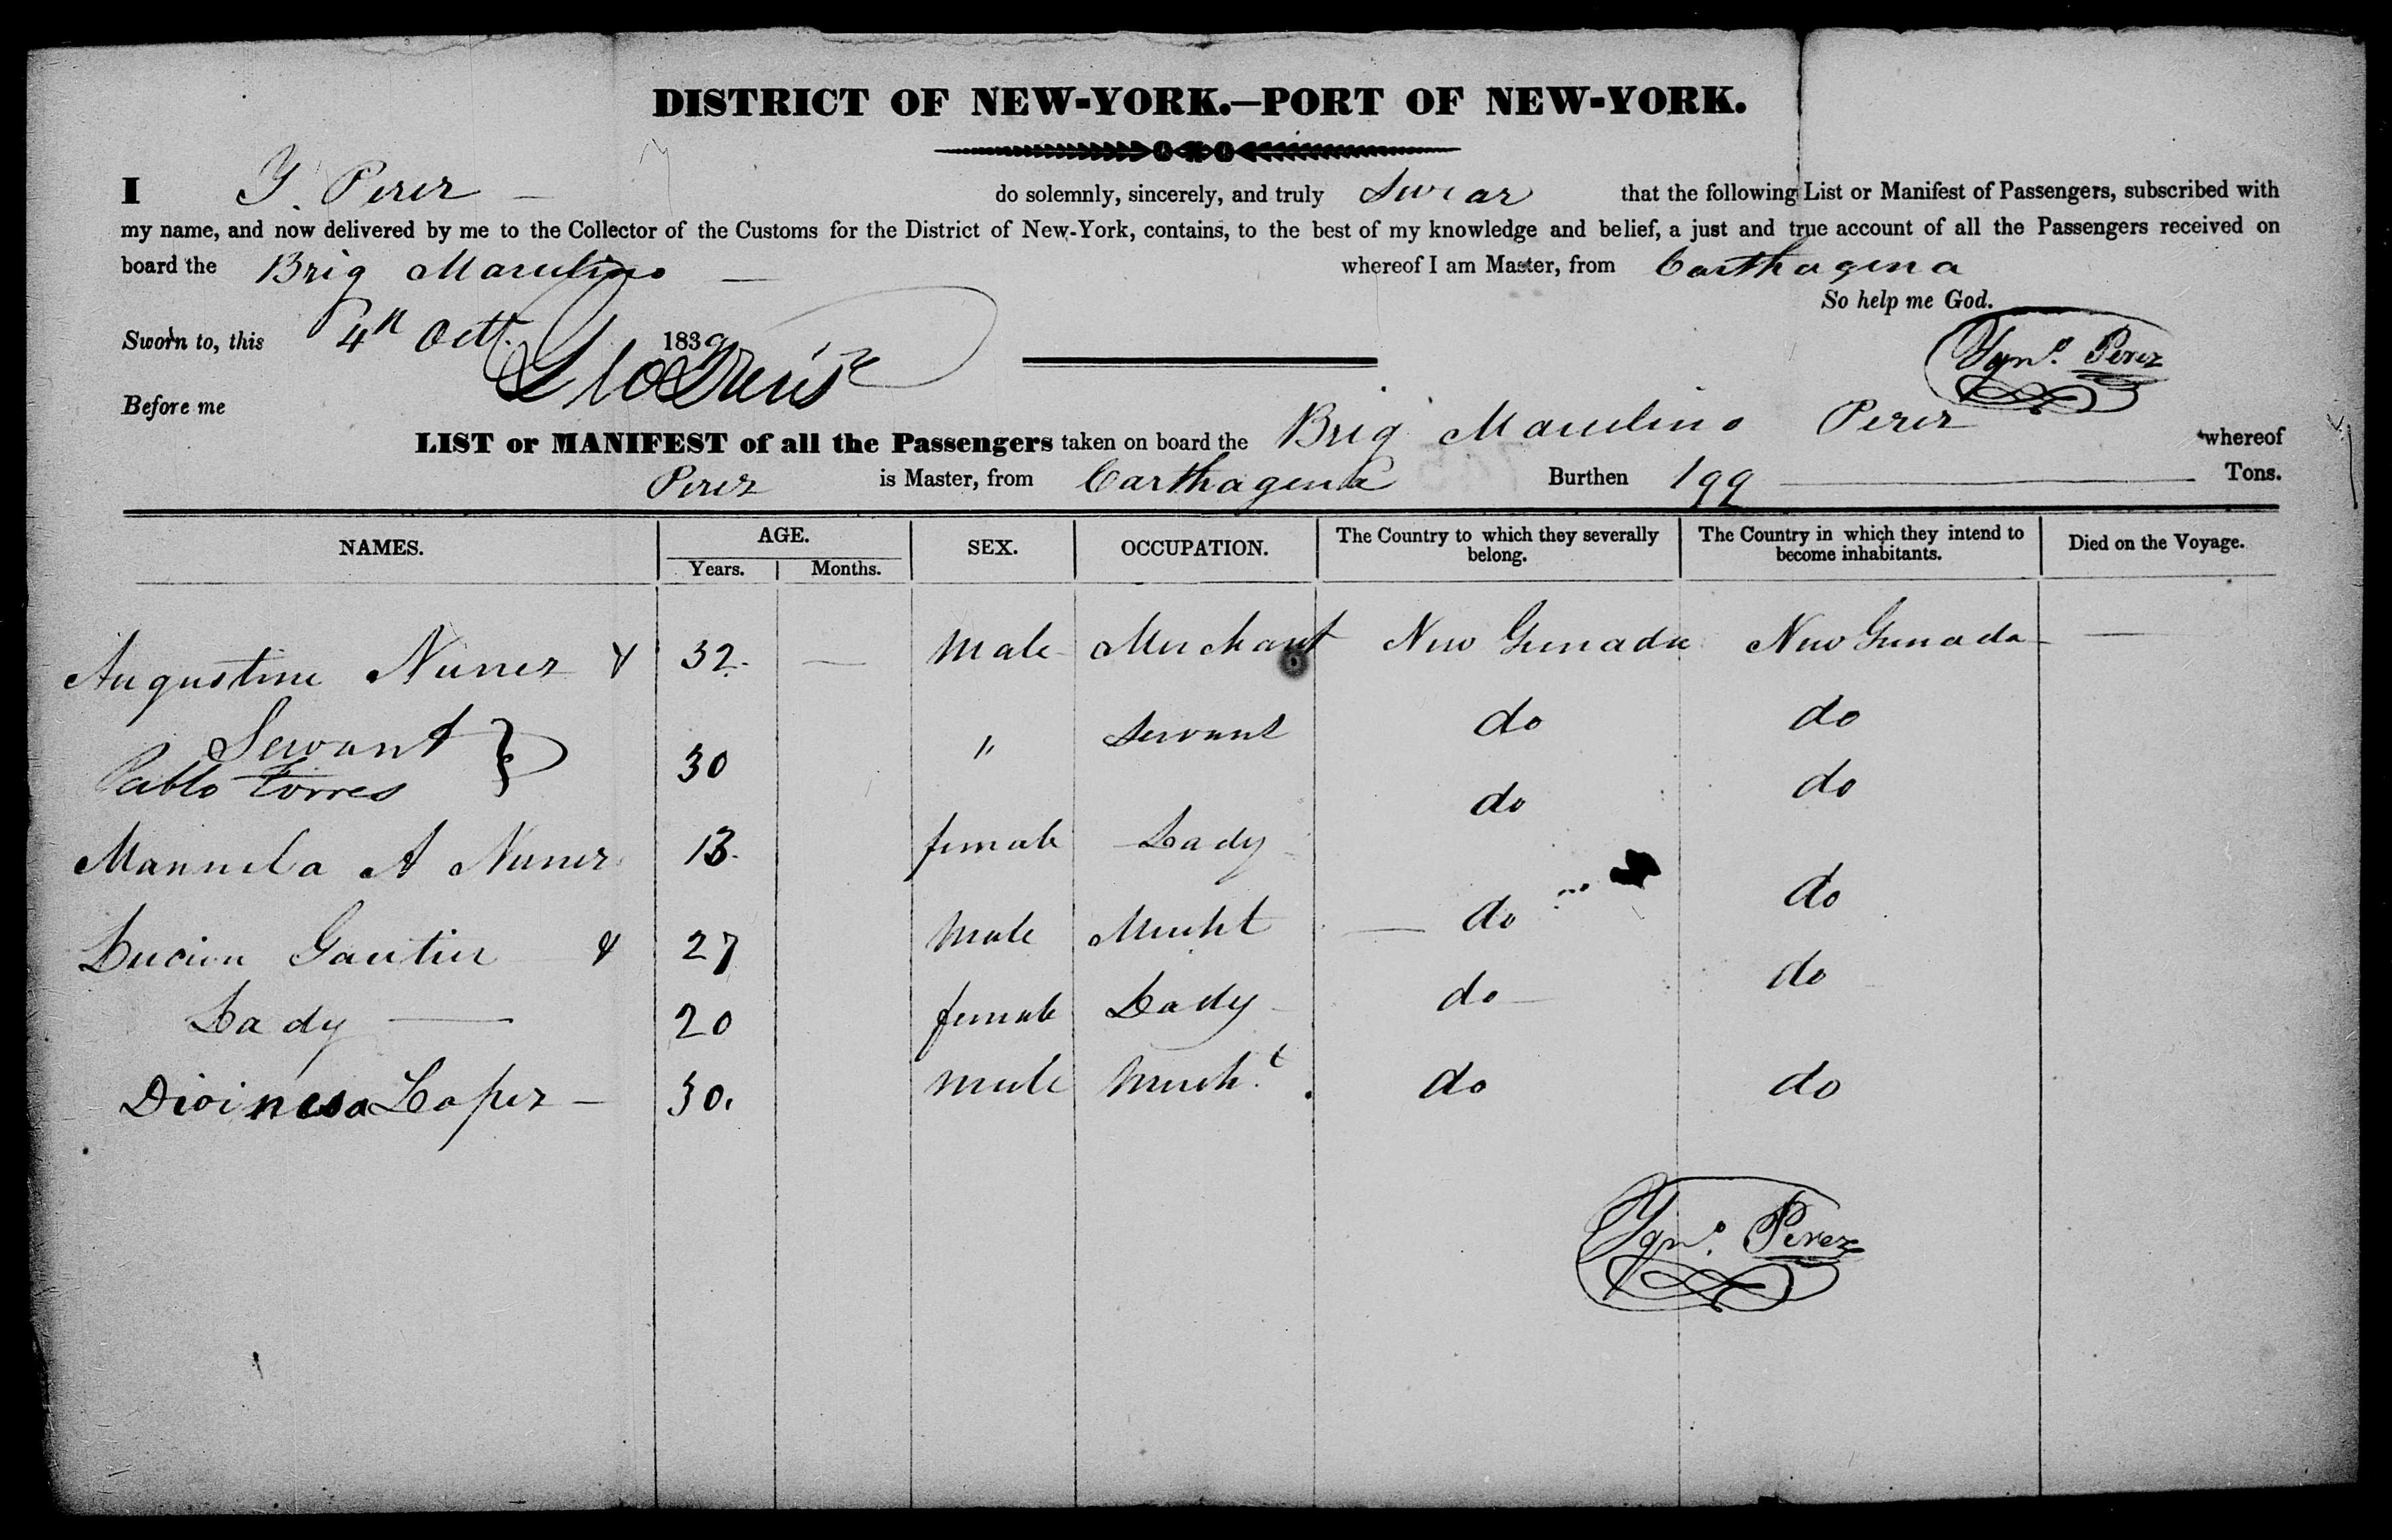 DISTRICT OF NEW-YORK.—PORT OF NEW-YORK.
I Y. Perez — do solemnly, sincerely, and truly Swear that the following List or Manifest of Passengers, subscribed with
my name, and now delivered by me to the Collector of the Customs for the District of New-York, contains, to the best of my knowledge and belief, a just and true account of all the Passengers received on
board the Brig Marcelino — whereof I am Master, from Carthagena
So help me God.
Sworn to, this 4th Octr. 1839
Ygno. Perez
Before me
LIST or MANIFEST of all the Passengers taken on board the Brig Marcelino Perez whereof
Perez is Master, from Carthagena Burthen 199 — Tons.
NAMES. AGE. SEX. OCCUPATION. The Country to which they severally belong. The Country in which they intend to become inhabitants. Died on the Voyage.
Years. Months.
Augustine Nunez & 32. — Male Merchant New Grenada New Grenada —
Servant } 30 " Servant do do
Pablo Torres
Manuela A Nunez 13. female Lady do do
Lucien Gautier & 27 Male Mercht do do
Lady — 20 female Lady do do
Lopez — 30. Male Mercht. do do
Ygno. Perez